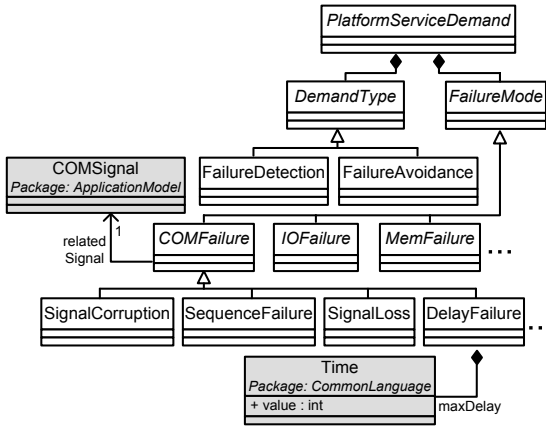 PlatformServiceDemand
DemandType
FailureMode
COMSignal
Package: ApplicationModel
FailureDetection
FailureAvoidance
1
related
Signal
COMFailure
IOFailure
MemFailure
...
SignalCorruption
SequenceFailure
SignalLoss
DelayFailure
...
Time
Package: CommonLanguage
+ value : int
maxDelay